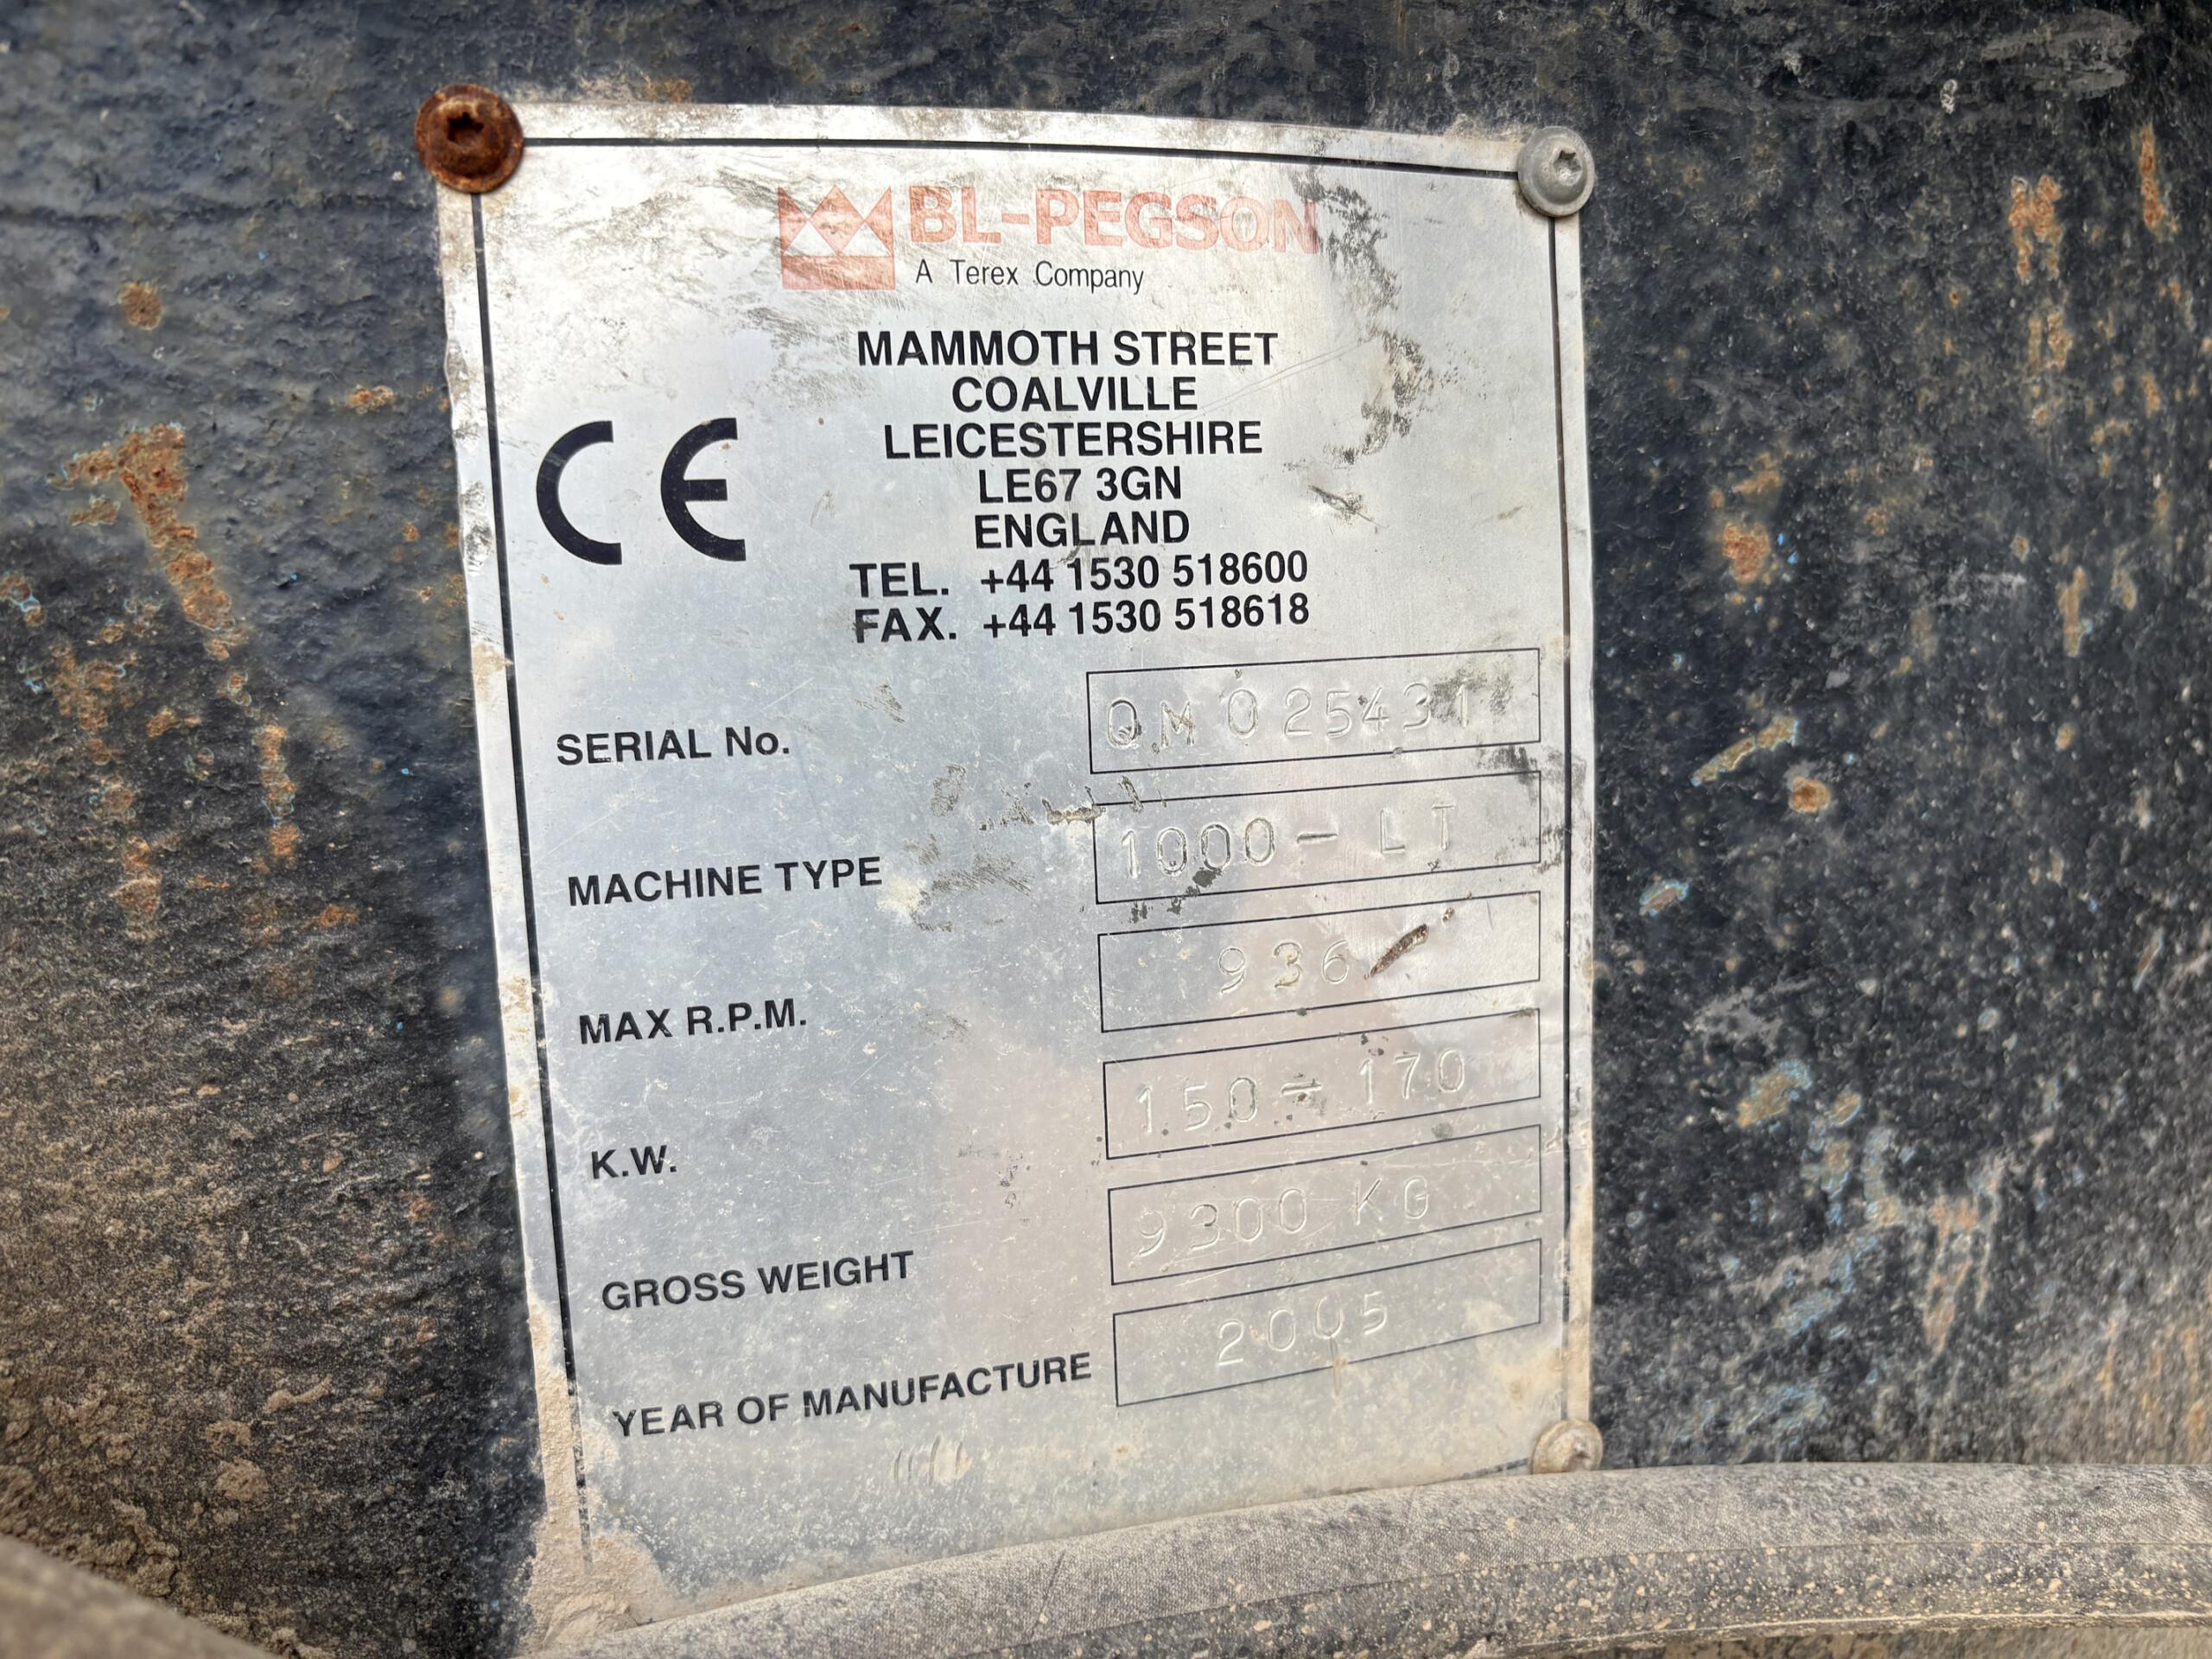 BL-PEGSON
A Terex Company
MAMMOTH STREET
COALVILLE
LEICESTERSHIRE
LE67 3GN
ENGLAND
TEL. +44 1530 518600
FAX. +44 1530 518618
CE
SERIAL No. QM 025431
MACHINE TYPE 1000 - LT
MAX R.P.M. 936
K.W. 150 - 170
GROSS WEIGHT 9300 KG
YEAR OF MANUFACTURE 2005